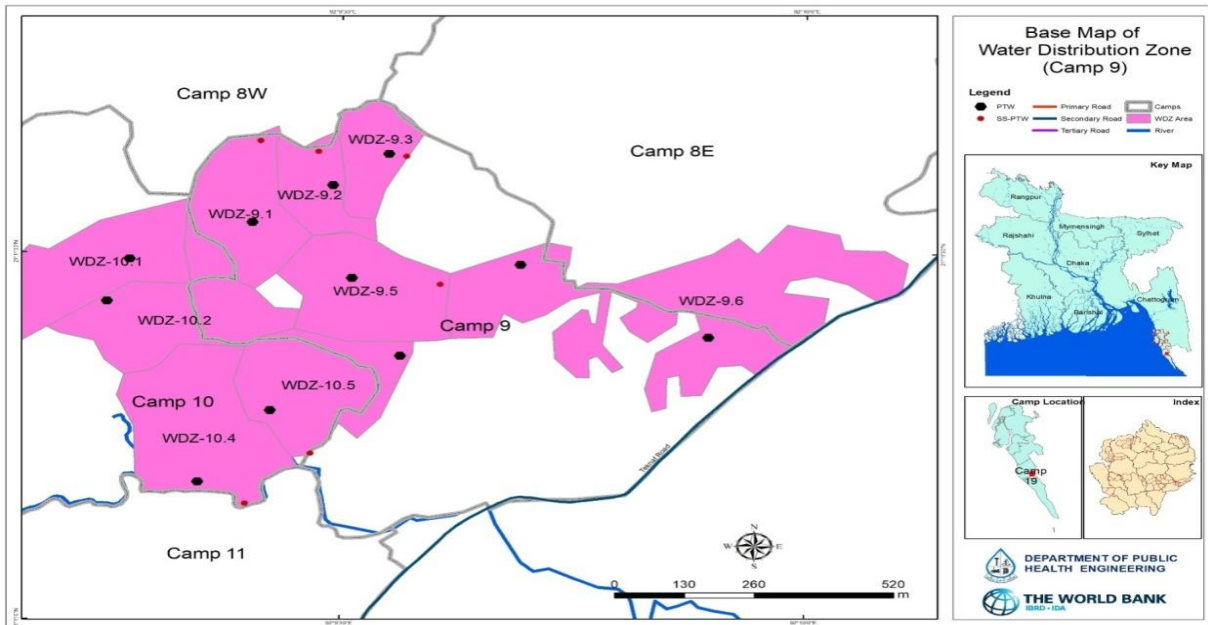 Camp 8W
Camp 8E
WDZ-9.3
WDZ-9.2
WDZ-9.1
WDZ-10.1
WDZ-9.5
WDZ-9.6
WDZ-10.2
Camp 9
WDZ-10.5
Camp 10
WDZ-10.4
Camp 11
N
W
E
S
0 130 260 520
m
Base Map of
Water Distribution Zone
(Camp 9)
Legend
PTW
Primary Road
Camps
SS-PTW
Secondary Road
WDZ Area
Tertiary Road
River
Key Map
Rangpur
Mymensingh
Sylhet
Rajshahi
Dhaka
Khulna
Barishal
Camp Location
Index
Camp
19
DEPARTMENT OF PUBLIC
HEALTH ENGINEERING
THE WORLD BANK
IBRD • IDA